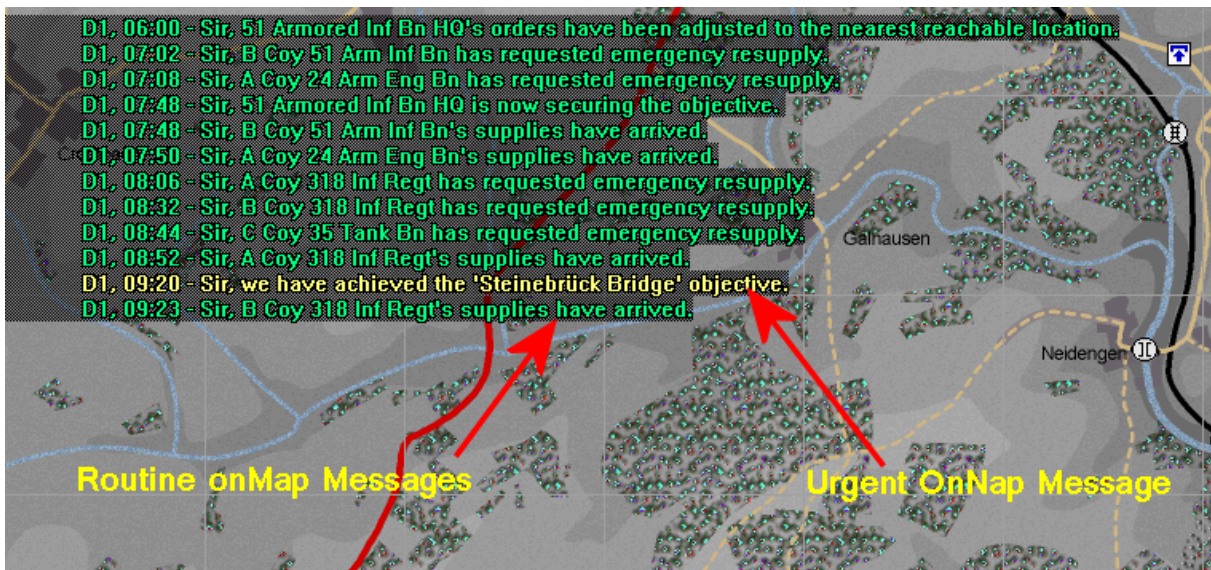 D1, 06:00 - Sir, 51 Armored Inf Bn HQ's orders have been adjusted to the nearest reachable location.
D1, 07:02 - Sir, B Coy 51 Arm Inf Bn has requested emergency resupply.
D1, 07:08 - Sir, A Coy 24 Arm Eng Bn has requested emergency resupply.
D1, 07:48 - Sir, 51 Armored Inf Bn HQ is now securing the objective.
D1, 07:48 - Sir, B Coy 51 Arm Inf Bn's supplies have arrived.
D1, 07:50 - Sir, A Coy 24 Arm Eng Bn's supplies have arrived.
D1, 08:06 - Sir, A Coy 318 Inf Regt has requested emergency resupply.
D1, 08:32 - Sir, B Coy 318 Inf Regt has requested emergency resupply.
D1, 08:44 - Sir, C Coy 35 Tank Bn has requested emergency resupply.
D1, 08:52 - Sir, A Coy 318 Inf Regt's supplies have arrived.
D1, 09:20 - Sir, we have achieved the 'Steinebrück Bridge' objective.
D1, 09:23 - Sir, B Coy 318 Inf Regt's supplies have arrived.
Galhausen
Neidengen
Routine onMap Messages
Urgent OnNap Message